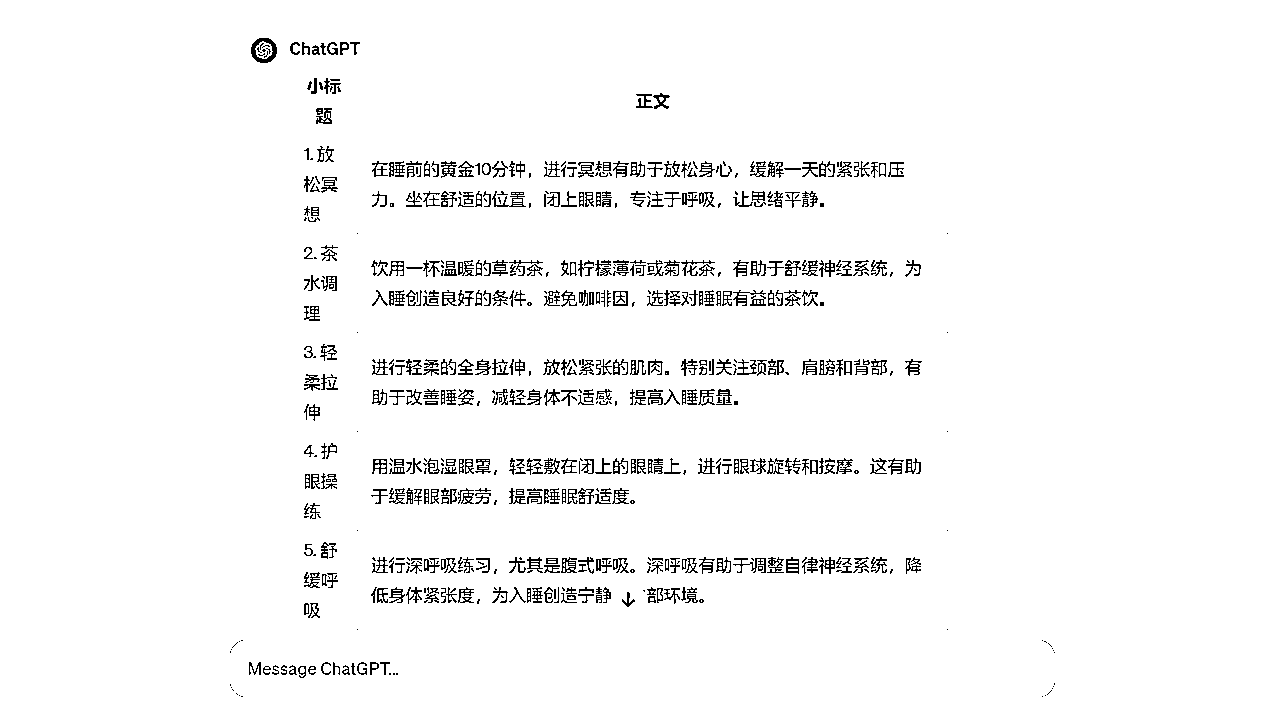 ChatGPT
小标
题
正文
1. 放
松冥
想
在睡前的黄金10分钟，进行冥想有助于放松身心，缓解一天的紧张和压
力。坐在舒适的位置，闭上眼睛，专注于呼吸，让思绪平静。
2. 茶
水调
理
饮用一杯温暖的草药茶，如柠檬薄荷或菊花茶，有助于舒缓神经系统，为
入睡创造良好的条件。避免咖啡因，选择对睡眠有益的茶饮。
3. 轻
柔拉
伸
进行轻柔的全身拉伸，放松紧张的肌肉。特别关注颈部、肩膀和背部，有
助于改善睡姿，减轻身体不适感，提高入睡质量。
4. 护
眼操
练
用温水泡湿眼罩，轻轻敷在闭上的眼睛上，进行眼球旋转和按摩。这有助
于缓解眼部疲劳，提高睡眠舒适度。
5. 舒
缓呼
吸
进行深呼吸练习，尤其是腹式呼吸。深呼吸有助于调整自律神经系统，降
低身体紧张度，为入睡创造宁静 部环境。
Message ChatGPT...